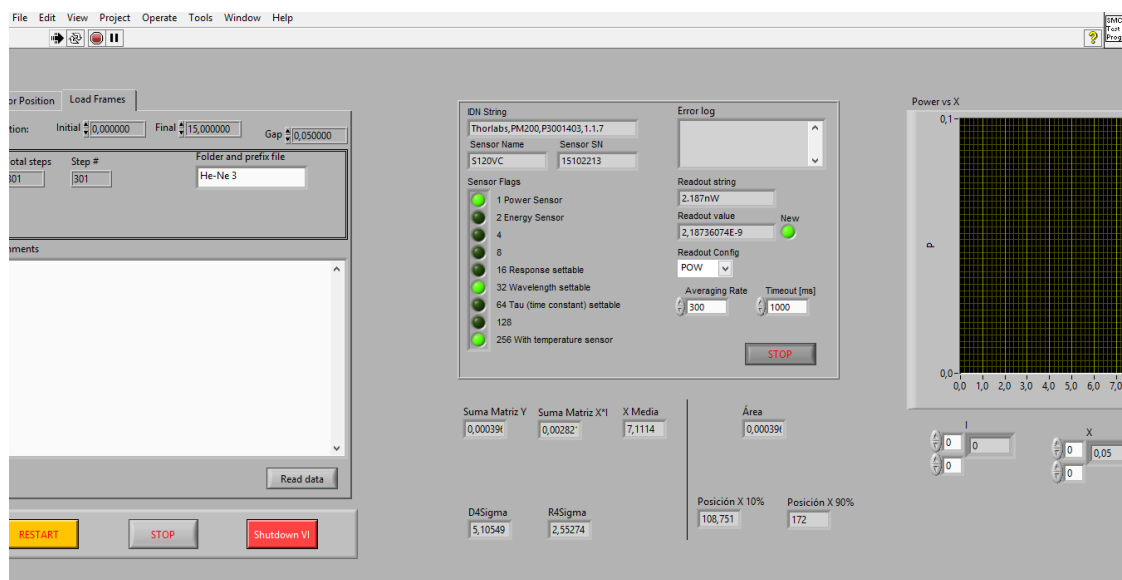 File Edit View Project Operate Tools Window Help
SMC
Test
Prog
?
or Position Load Frames
tion: Initial 0,000000 Final 15,000000 Gap 0,050000
otal steps Step # Folder and prefix file
301 301 He-Ne 3
mments
Read data
RESTART STOP Shutdown VI
IDN String
Thorlabs,PM200,P3001403,1.1.7
Sensor Name Sensor SN
S120VC 15102213
Sensor Flags
1 Power Sensor
2 Energy Sensor
4
8
16 Response settable
32 Wavelength settable
64 Tau (time constant) settable
128
256 With temperature sensor
Error log
Readout string
2.187nW
Readout value New
2,18736074E-9
Readout Config
POW
Averaging Rate Timeout [ms]
300 1000
STOP
Suma Matriz Y Suma Matriz X*I X Media
0,00039 0,00282 7,1114
D4Sigma R4Sigma
5,10549 2,55274
Área
0,00039
Posición X 10% Posición X 90%
108,751 172
Power vs X
0,1
P
0,0
0,0 1,0 2,0 3,0 4,0 5,0 6,0 7,0
I X
0 0 0 0,05
0 0